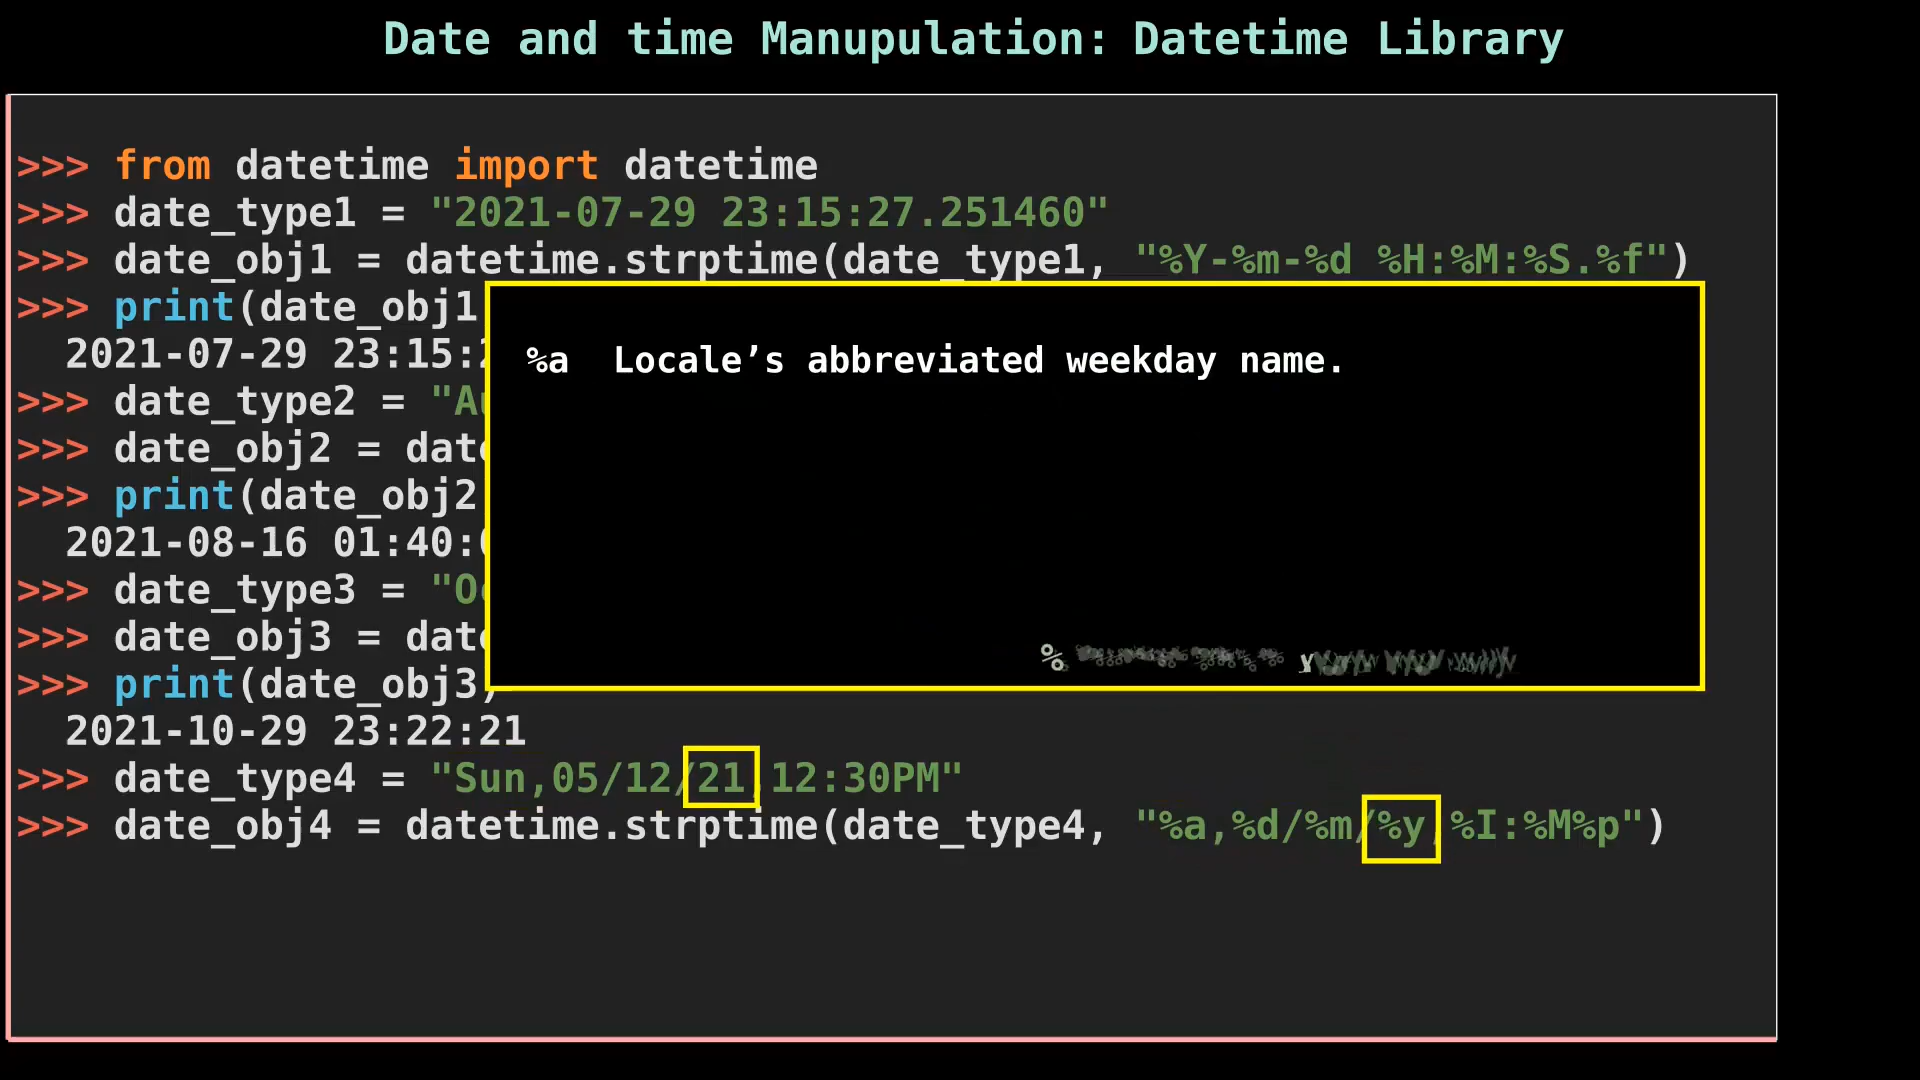 Date and time Manupulation: Datetime Library
>>> from datetime import datetime
>>> date_type1 = "2021-07-29 23:15:27.251460"
>>> date_obj1 = datetime.strptime(date_type1, "%Y-%m-%d %H:%M:%S.%f")
>>> print(date_obj1
2021-07-29 23:15:
%a Locale’s abbreviated weekday name.
>>> date_type2 = "A
>>> date_obj2 = date
>>> print(date_obj2
2021-08-16 01:40:
>>> date_type3 = "O
>>> date_obj3 = date
>>> print(date_obj3)
2021-10-29 23:22:21
>>> date_type4 = "Sun,05/12/21,12:30PM"
>>> date_obj4 = datetime.strptime(date_type4, "%a,%d/%m/%y,%I:%M%p")